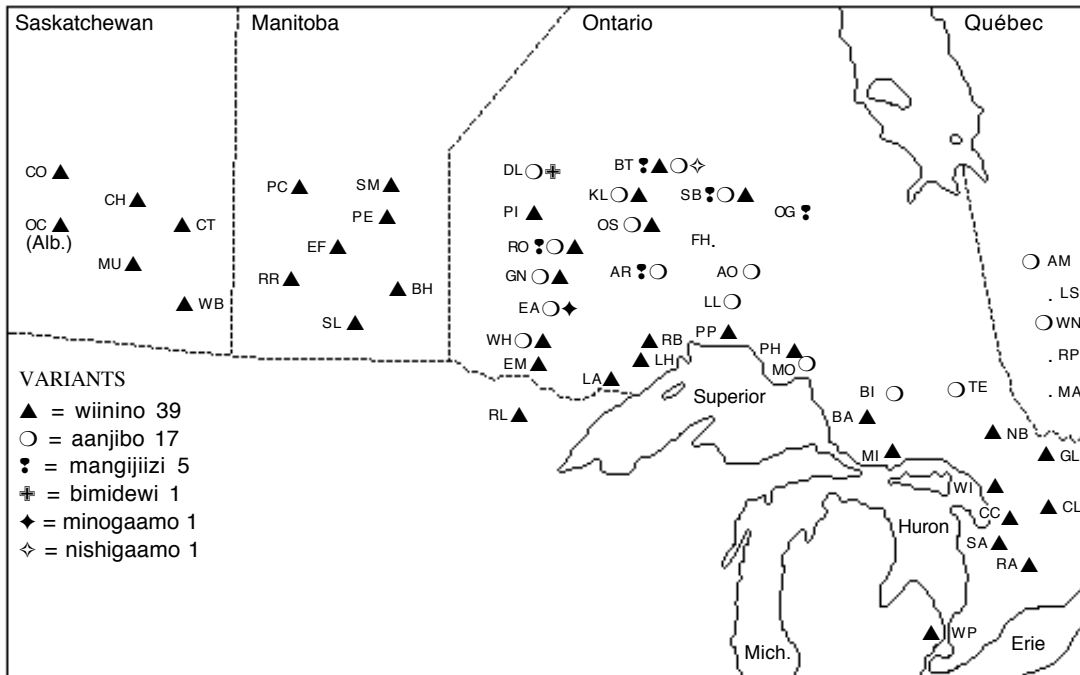 Saskatchewan Manitoba Ontario Québec
CO
CH
OC
(Alb.)
CT
MU
WB
PC
SM
PE
EF
RR
BH
SL
DL
BT
KL
SB
PI
OG
OS
FH
RO
GN
AR
AO
EA
LL
WH
RB
PP
EM
LH
PH
LA
MO
RL
BI
TE
BA
MI
NB
GL
WI
CC
CL
SA
RA
WP
AM
LS
WN
RP
MA
Superior
Huron
Mich.
Erie
VARIANTS
▲ = wiinino 39
❍ = aanjibo 17
❢ = mangijiizi 5
✙ = bimidewi 1
✦ = minogaamo 1
✧ = nishigaamo 1